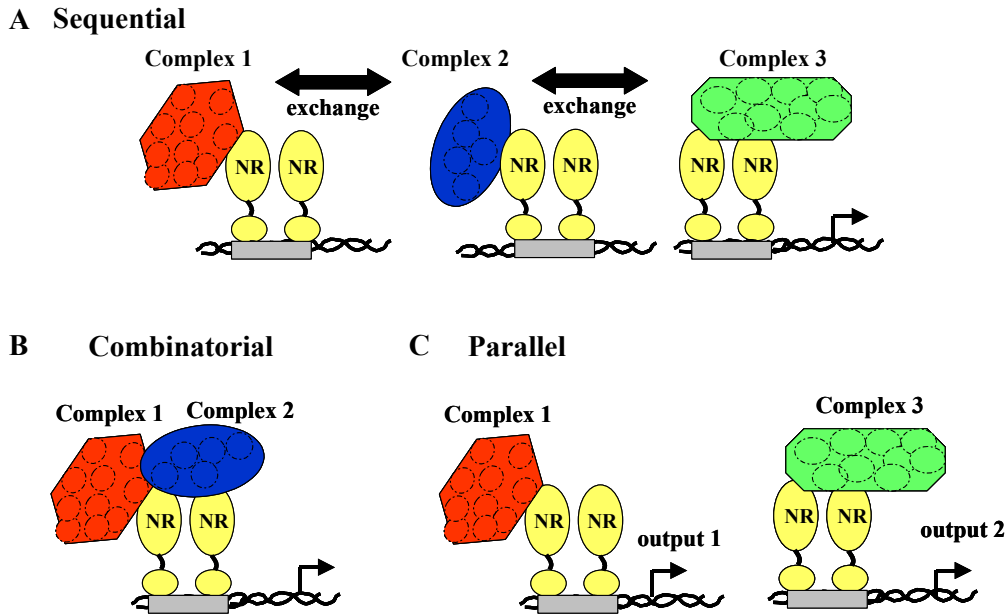 A Sequential
Complex 1
Complex 2
Complex 3
exchange
exchange
NR NR
NR NR
NR NR
B Combinatorial
C Parallel
Complex 1
Complex 2
Complex 1
Complex 3
NR NR
NR NR
output 1
NR NR
output 2